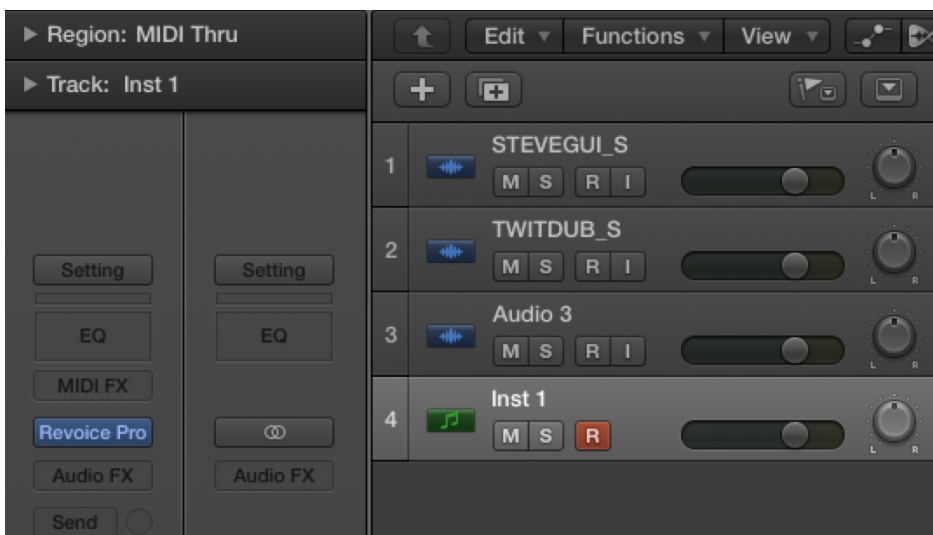 Region: MIDI Thru
Track: Inst 1
Setting
Setting
EQ
EQ
MIDI FX
Revoice Pro
Audio FX
Audio FX
Send
Edit Functions View
1 STEVEGUI_S
M S R I
L R
2 TWITDUB_S
M S R I
L R
3 Audio 3
M S R I
L R
4 Inst 1
M S R
L R